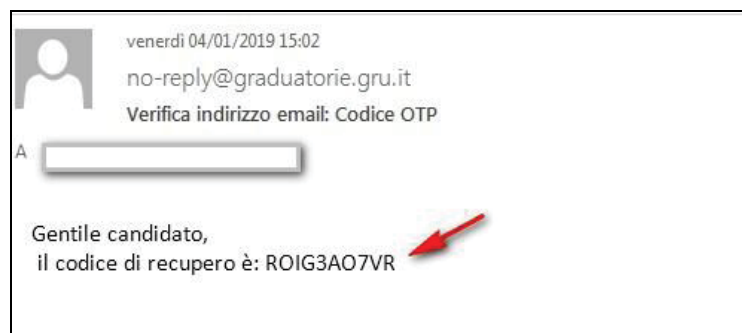 venerdì 04/01/2019 15:02
no-reply@graduatorie.gru.it
Verifica indirizzo email: Codice OTP
A
Gentile candidato,
il codice di recupero è: ROIG3AO7VR